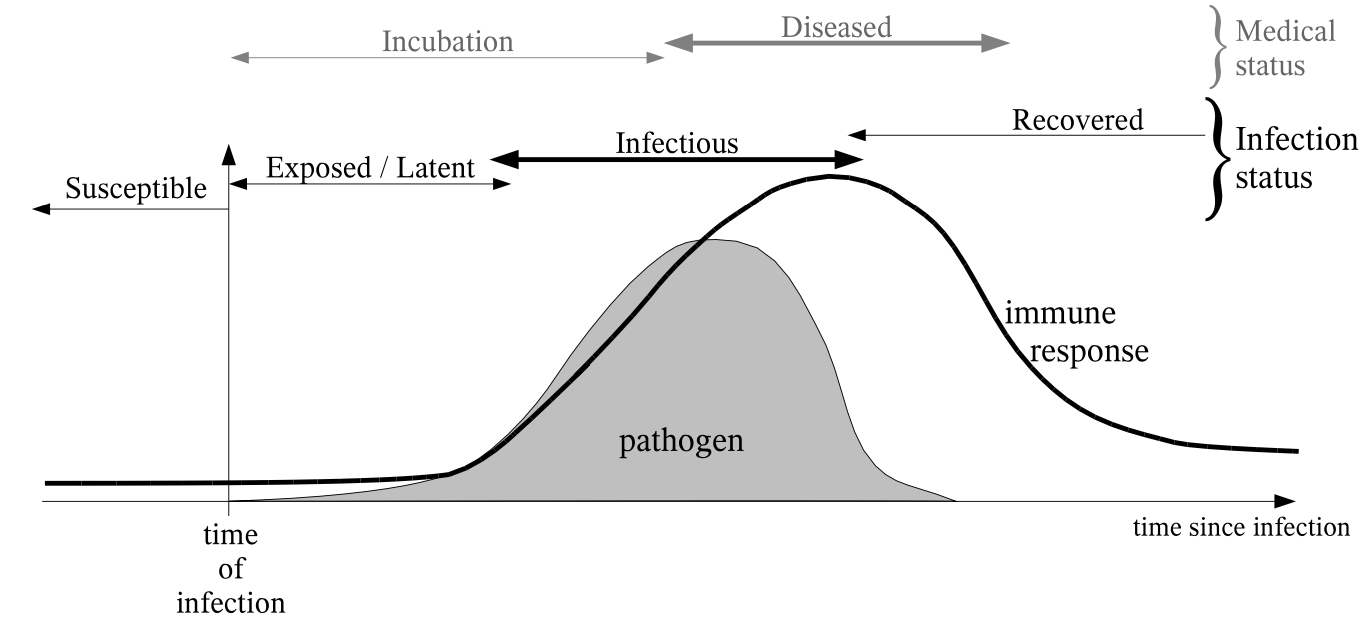 Incubation
Diseased
Medical
status
Susceptible
Exposed / Latent
Infectious
Recovered
Infection
status
immune
response
pathogen
time
of
infection
time since infection